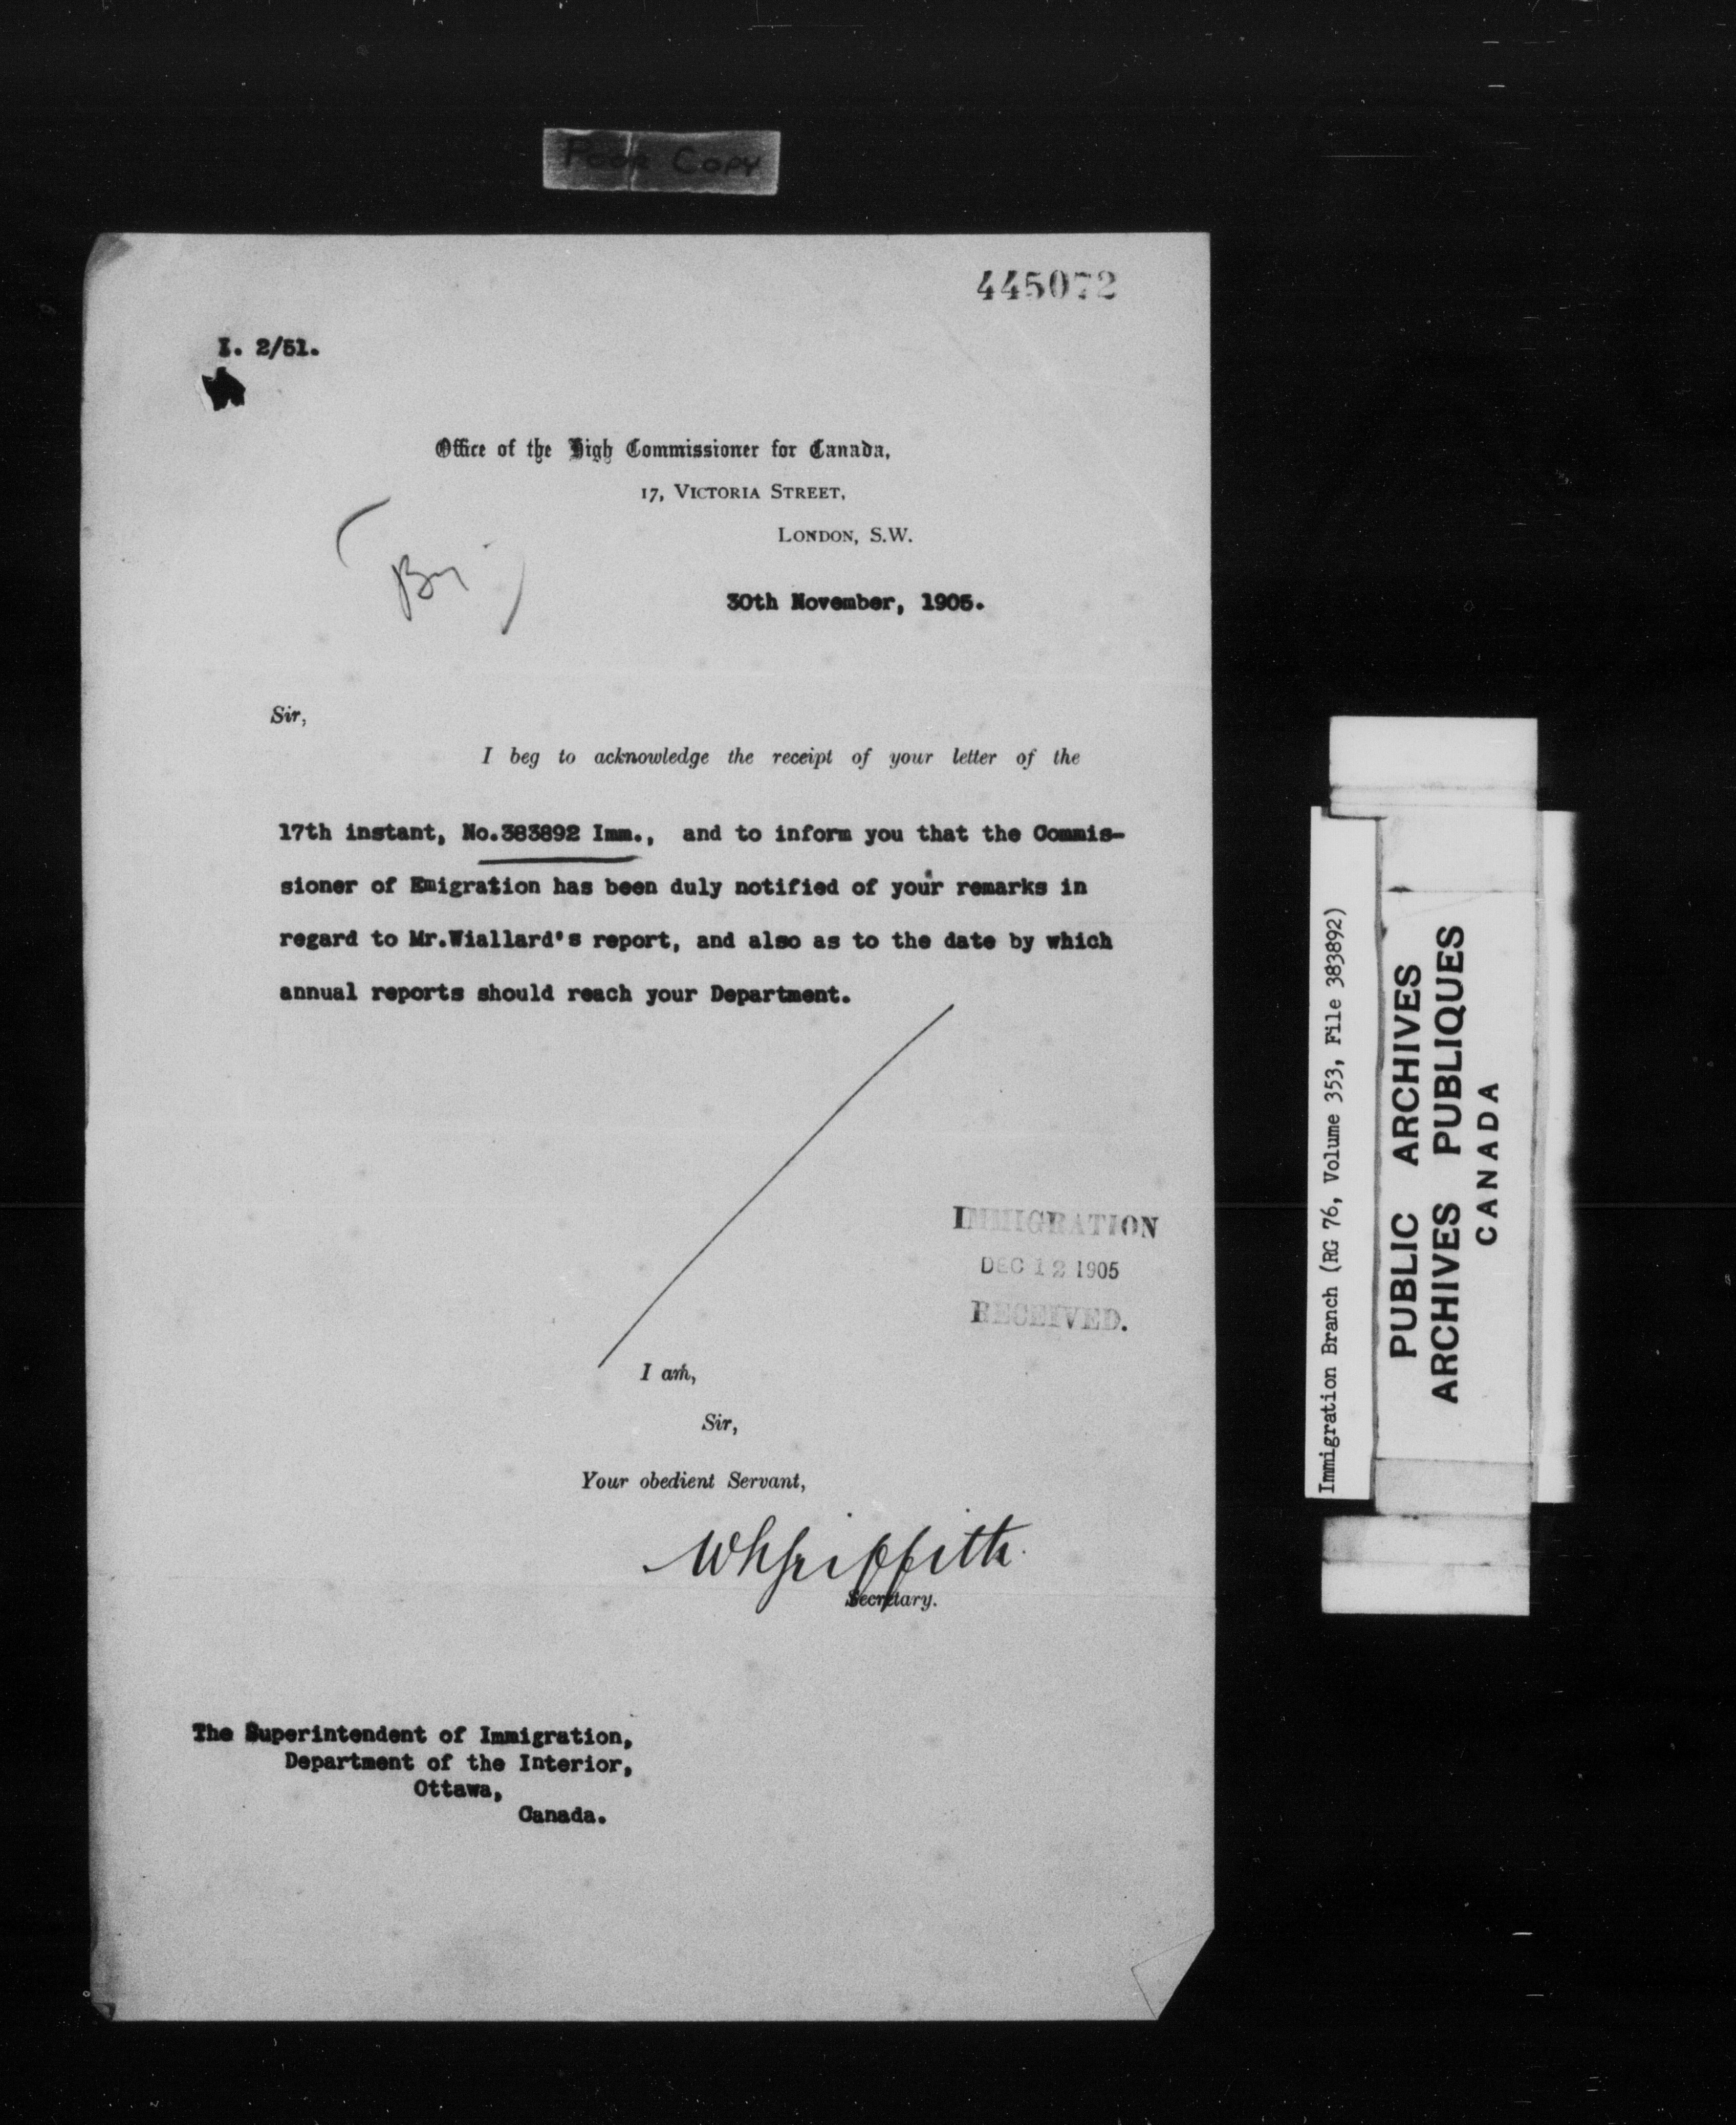 Poor Copy
445072
I. 2/51.
Office of the High Commissioner for Canada,
17, Victoria Street,
London, S.W.
30th November, 1905.
Sir,
I beg to acknowledge the receipt of your letter of the
17th instant, No.383892 Imm., and to inform you that the Commis-
sioner of Emigration has been duly notified of your remarks in
regard to Mr.Wiallard's report, and also as to the date by which
annual reports should reach your Department.
IMMIGRATION
DEC 12 1905
RECEIVED.
I am,
Sir,
Your obedient Servant,
WLGriffith
Secretary.
The Superintendent of Immigration,
Department of the Interior,
Ottawa,
Canada.
Immigration Branch (RG 76, Volume 353, File 383892)
PUBLIC ARCHIVES
ARCHIVES PUBLIQUES
CANADA